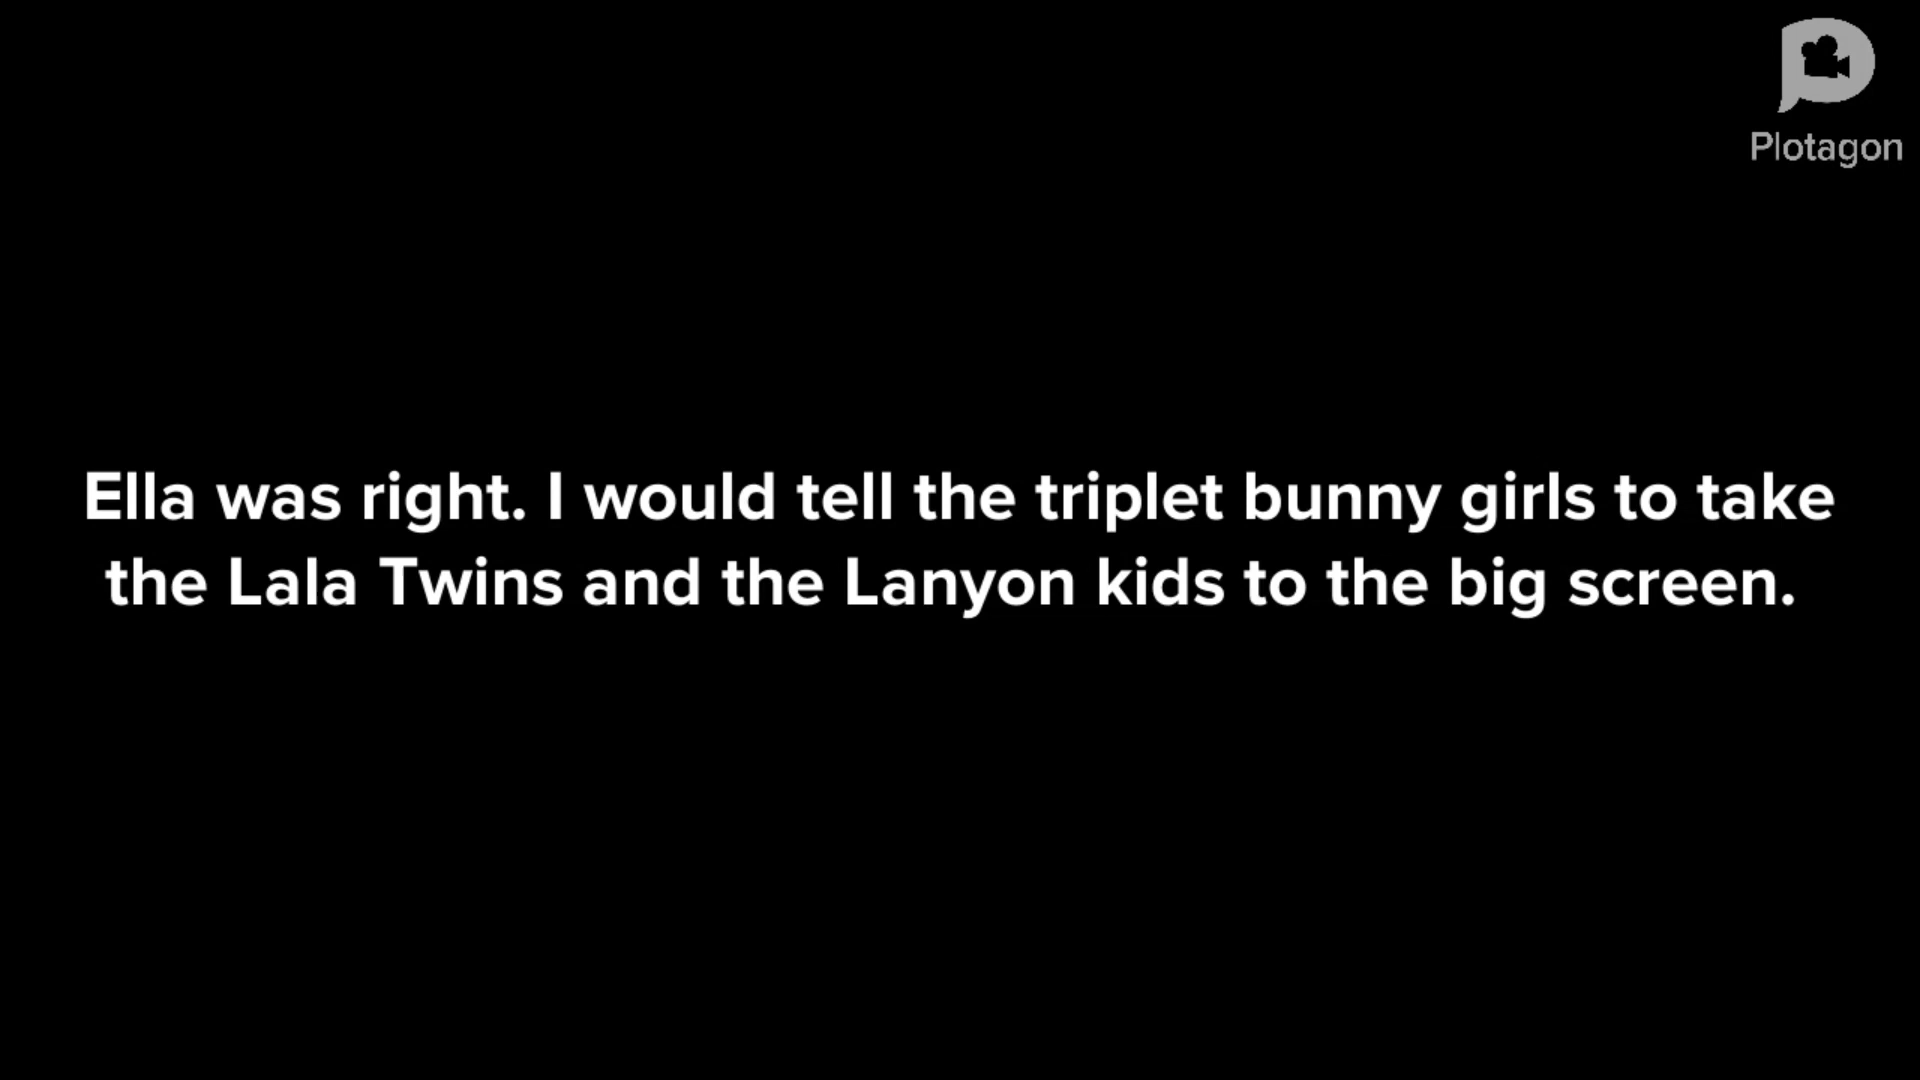 Plotagon
Ella was right. I would tell the triplet bunny girls to take
the Lala Twins and the Lanyon kids to the big screen.